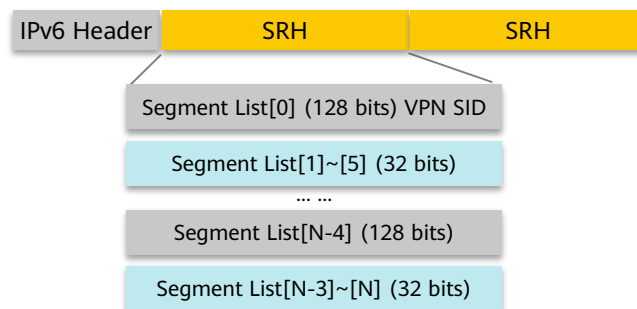 IPv6 Header SRH SRH
Segment List[0] (128 bits) VPN SID
Segment List[1]~[5] (32 bits)
... ...
Segment List[N-4] (128 bits)
Segment List[N-3]~[N] (32 bits)